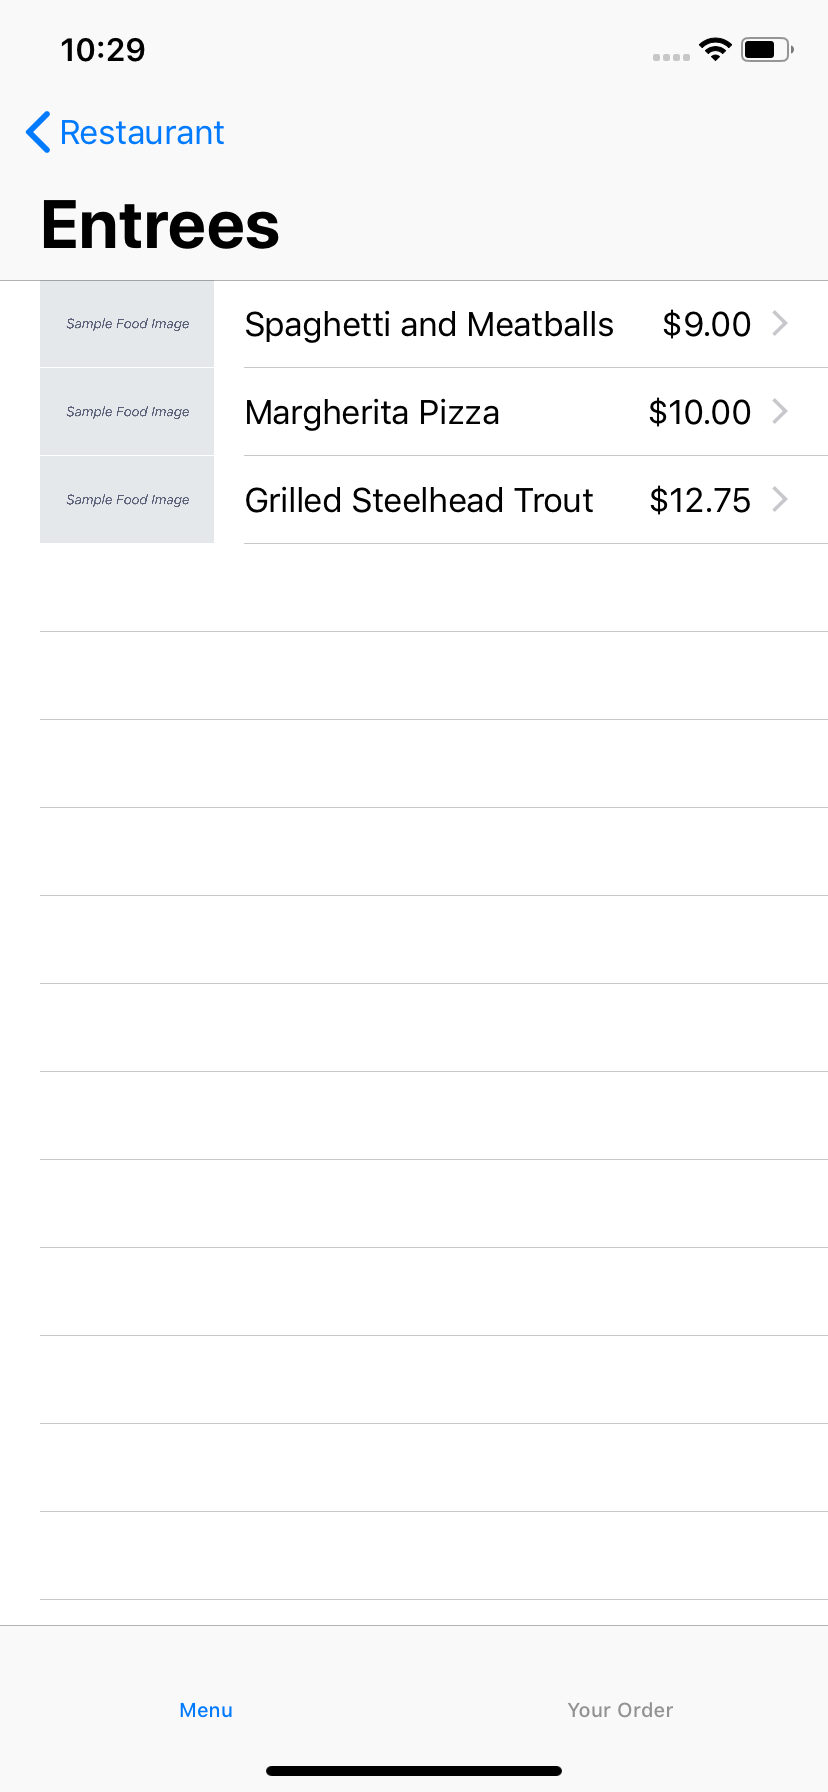 10:29
Restaurant
Entrees
Sample Food Image Spaghetti and Meatballs $9.00
Sample Food Image Margherita Pizza $10.00
Sample Food Image Grilled Steelhead Trout $12.75
Menu Your Order